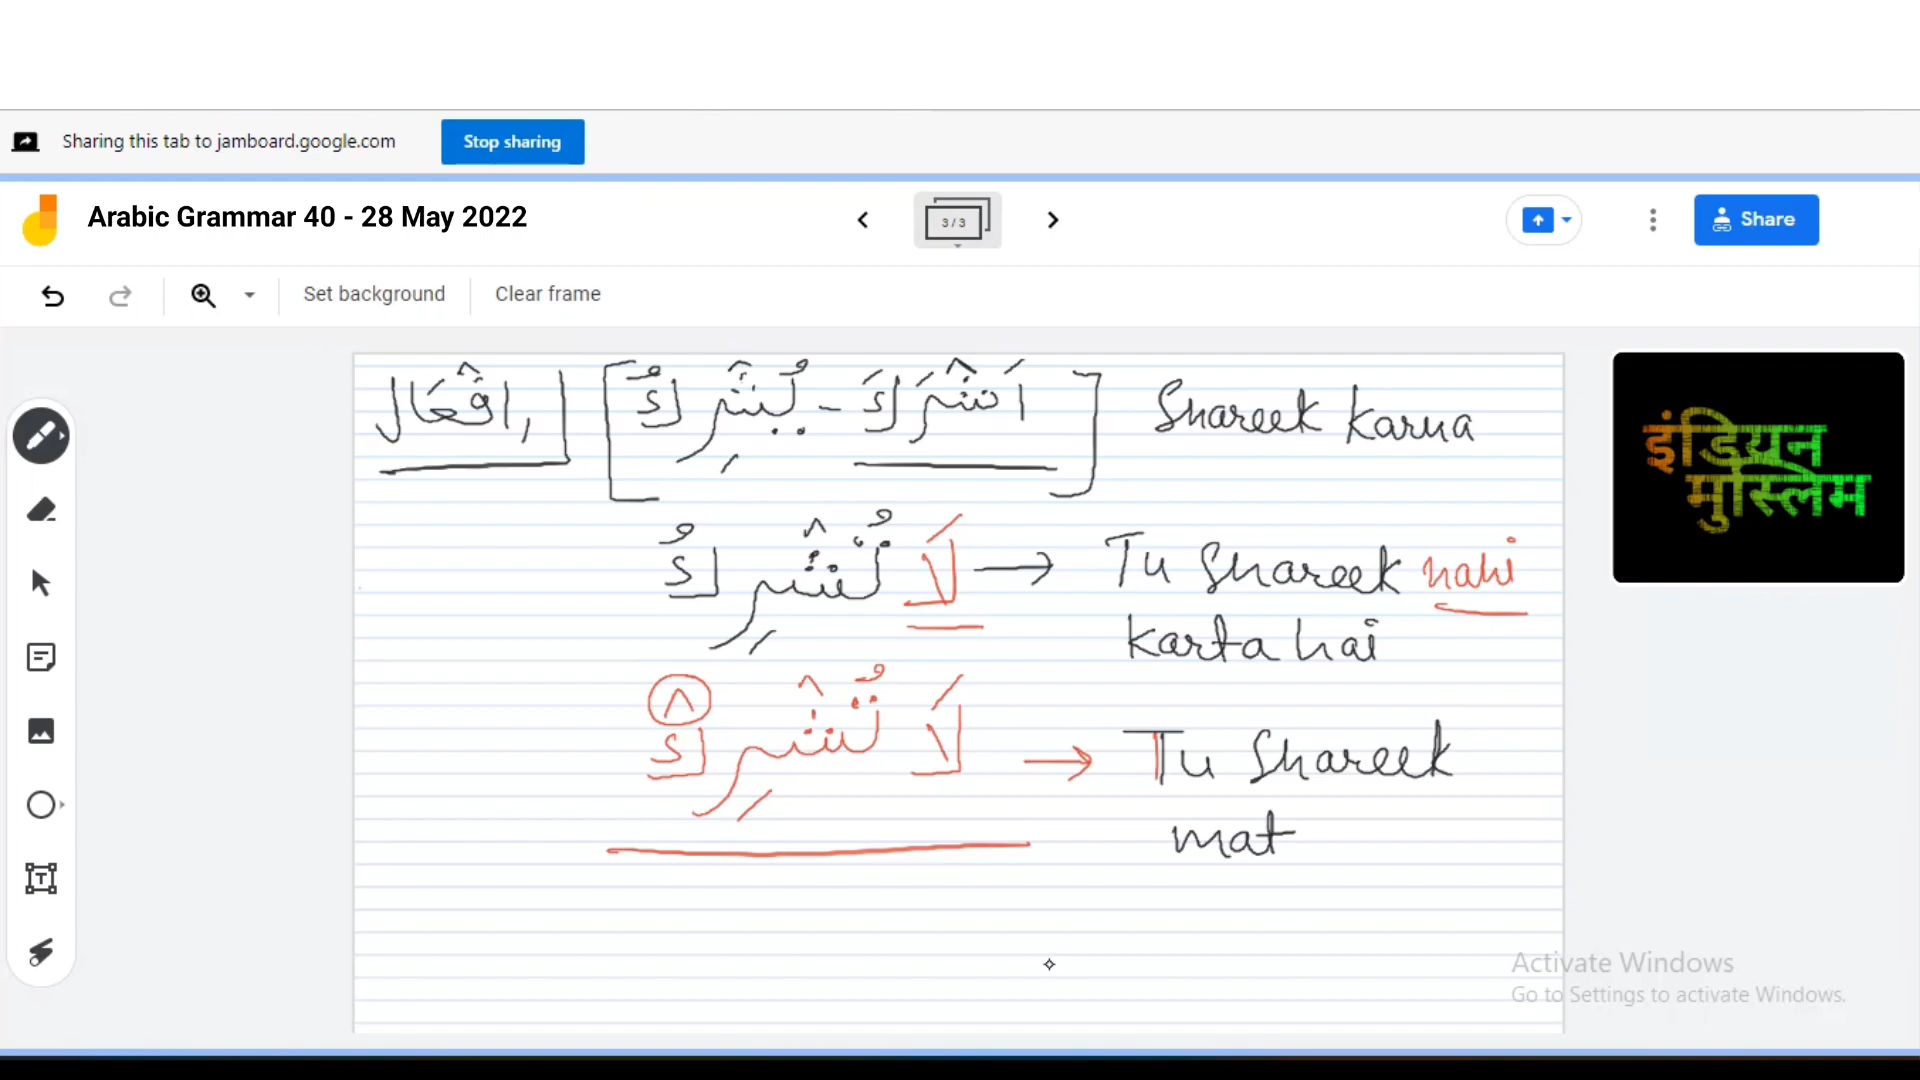 Sharing this tab to jamboard.google.com Stop sharing
Arabic Grammar 40 - 28 May 2022
3 / 3
Share
Set background Clear frame
[اَشْرَكَ - يُشْرِكُ] اِفْعَال Shareek Karna
لَا تُشْرِكُ → Tu Shareek nahi
karta hai
لَا تُشْرِكْ → Tu Shareek
mat
इंडियन
मुस्लिम
Activate Windows
Go to Settings to activate Windows.